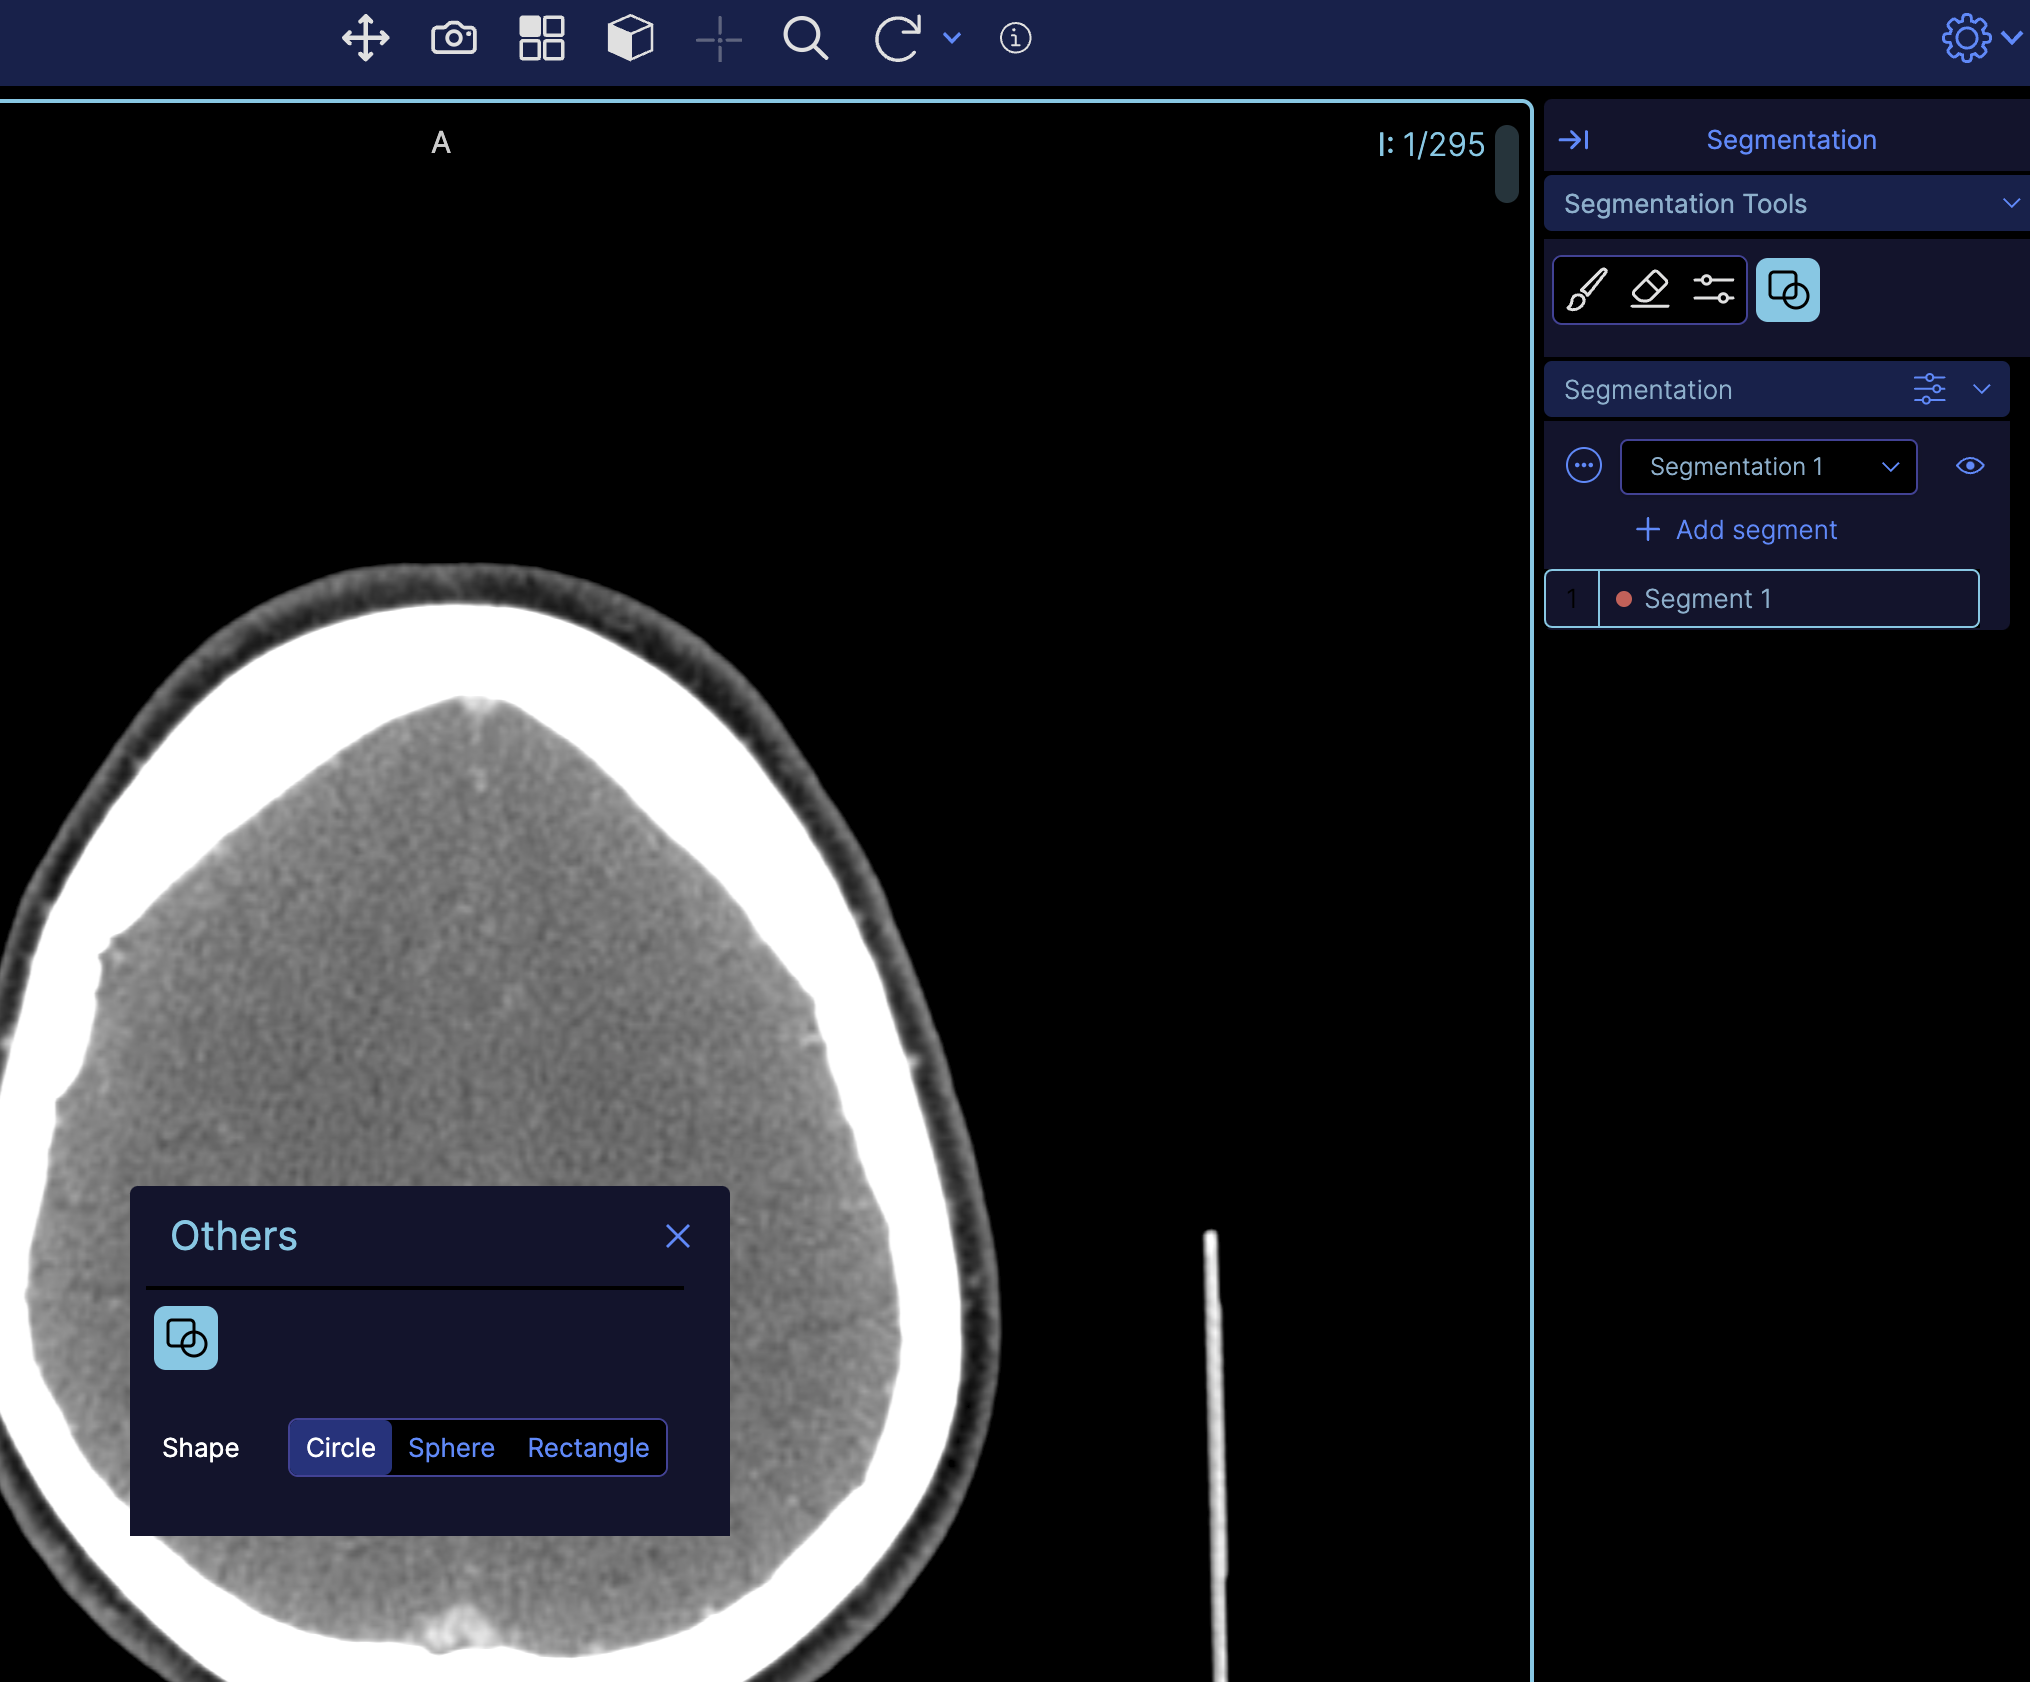 A
I: 1/295
Segmentation
Segmentation Tools
Segmentation
Segmentation 1
Add segment
1 Segment 1
Others
Shape Circle Sphere Rectangle